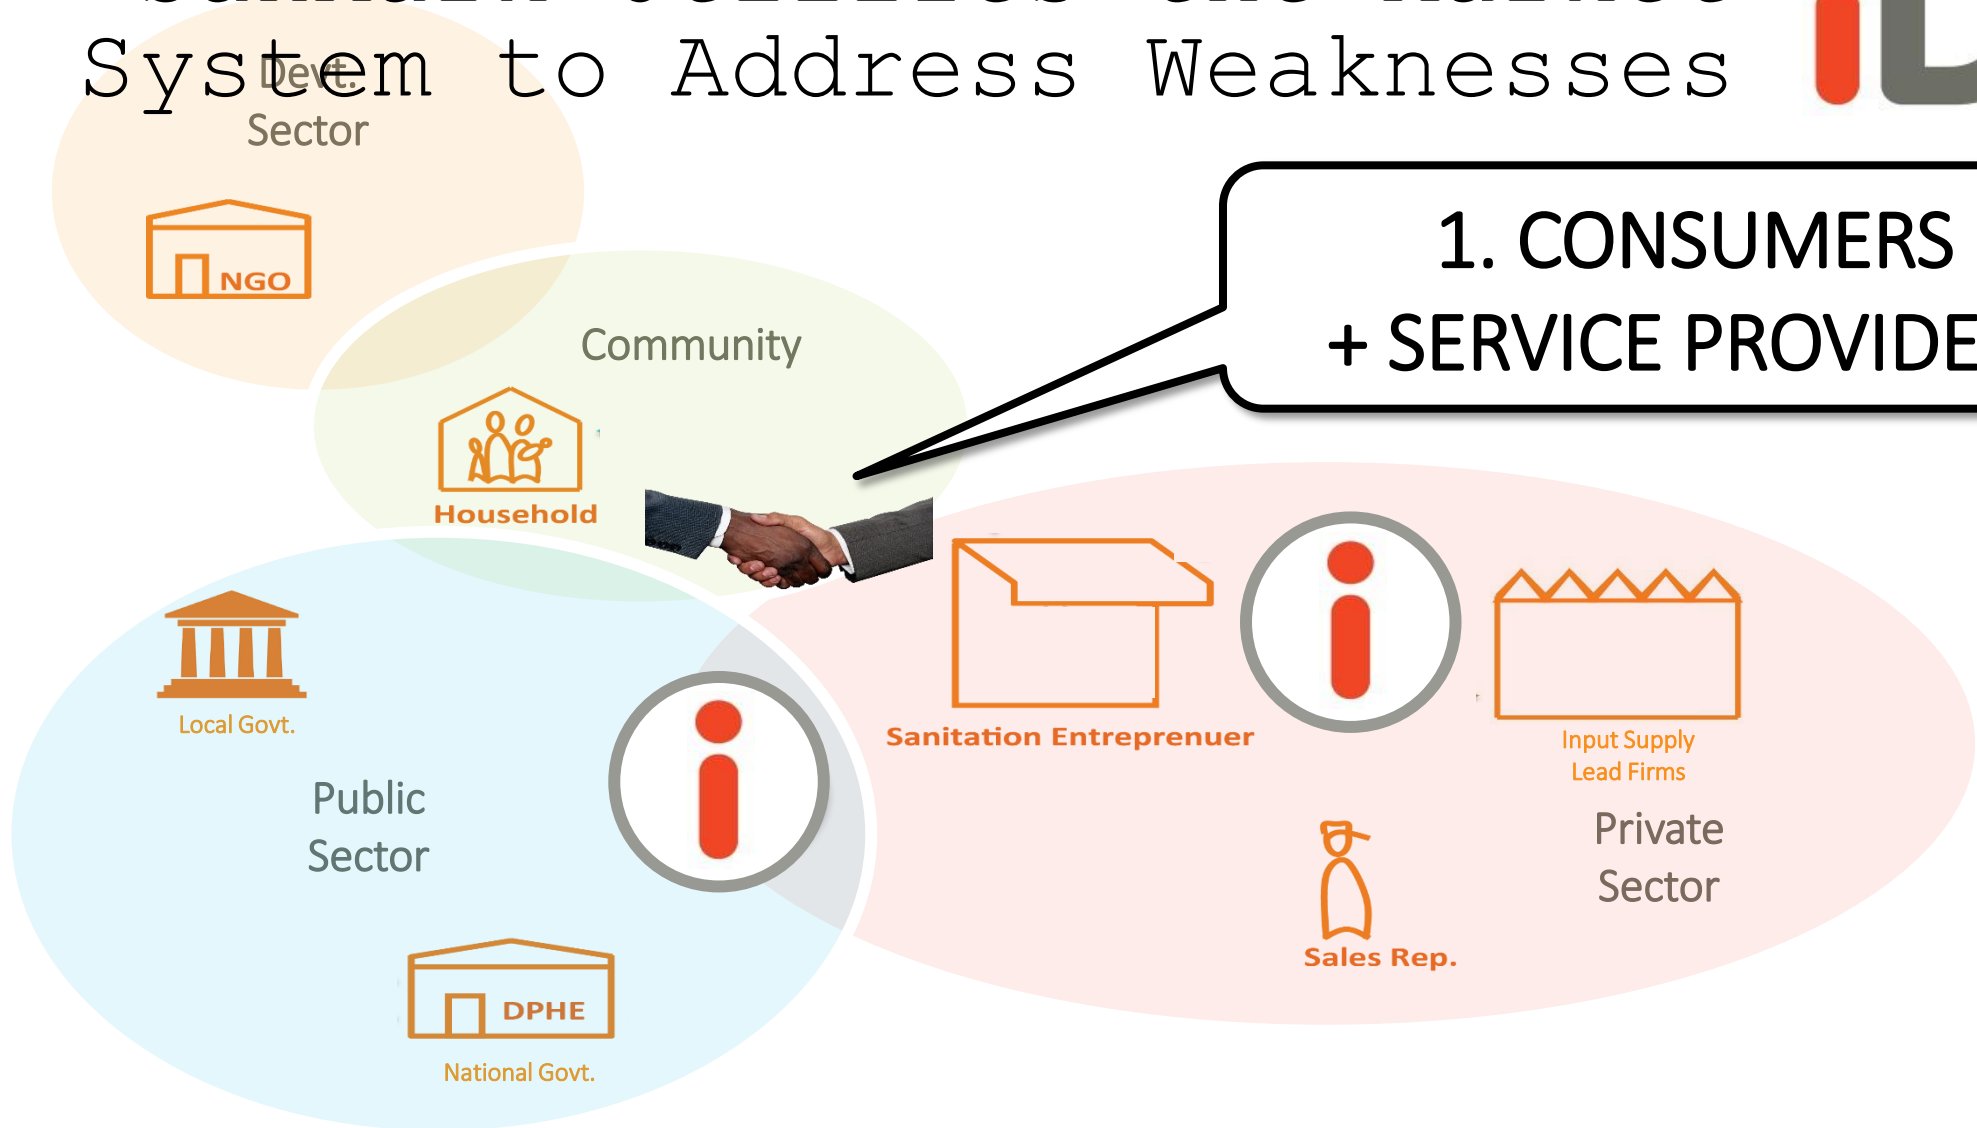 System to Address Weaknesses
Devt.
Sector
NGO
1. CONSUMERS
+ SERVICE PROVIDE
Community
Household
Local Govt.
Sanitation Entreprenuer
Input Supply
Lead Firms
Public
Sector
Private
Sector
Sales Rep.
DPHE
National Govt.